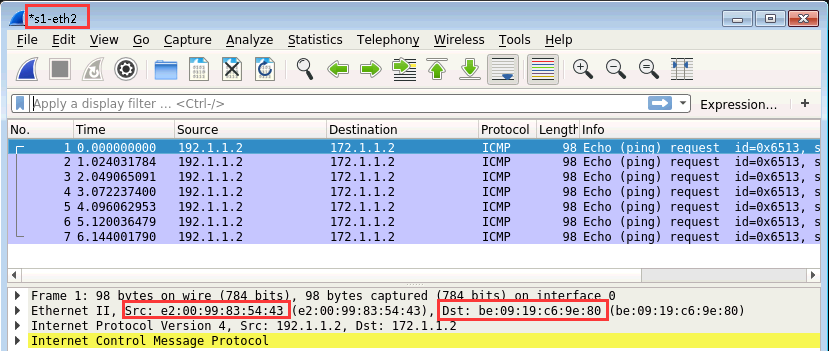 *s1-eth2
File Edit View Go Capture Analyze Statistics Telephony Wireless Tools Help
Apply a display filter ... <Ctrl-/> Expression... +
No. Time Source Destination Protocol Length Info
1 0.000000000 192.1.1.2 172.1.1.2 ICMP 98 Echo (ping) request id=0x6513, s
2 1.024031784 192.1.1.2 172.1.1.2 ICMP 98 Echo (ping) request id=0x6513, s
3 2.049065091 192.1.1.2 172.1.1.2 ICMP 98 Echo (ping) request id=0x6513, s
4 3.072237400 192.1.1.2 172.1.1.2 ICMP 98 Echo (ping) request id=0x6513, s
5 4.096062953 192.1.1.2 172.1.1.2 ICMP 98 Echo (ping) request id=0x6513, s
6 5.120036479 192.1.1.2 172.1.1.2 ICMP 98 Echo (ping) request id=0x6513, s
7 6.144001790 192.1.1.2 172.1.1.2 ICMP 98 Echo (ping) request id=0x6513, s
Frame 1: 98 bytes on wire (784 bits), 98 bytes captured (784 bits) on interface 0
Ethernet II, Src: e2:00:99:83:54:43 (e2:00:99:83:54:43), Dst: be:09:19:c6:9e:80 (be:09:19:c6:9e:80)
Internet Protocol Version 4, Src: 192.1.1.2, Dst: 172.1.1.2
Internet Control Message Protocol